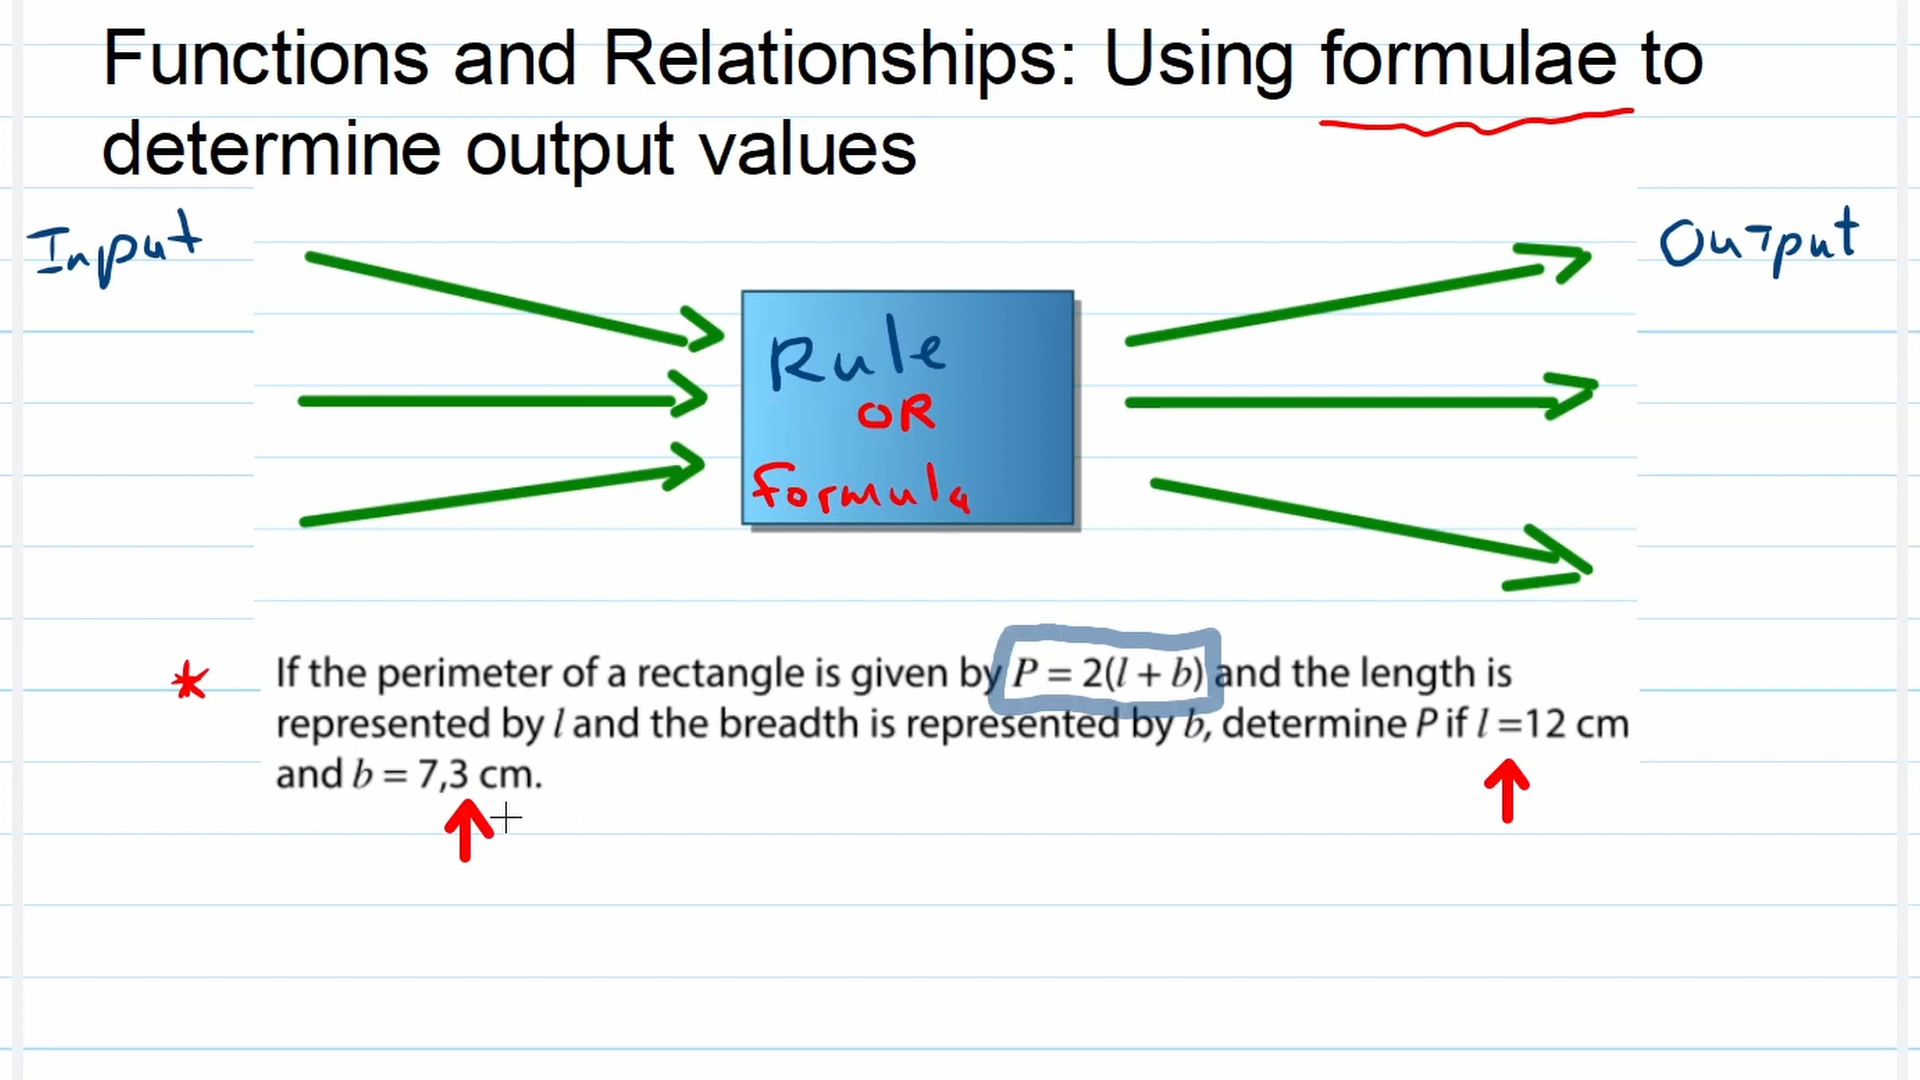 Functions and Relationships: Using formulae to
determine output values
Input
Output
Rule
OR
formula
* If the perimeter of a rectangle is given by P = 2(l + b) and the length is
represented by l and the breadth is represented by b, determine P if l =12 cm
and b = 7,3 cm.